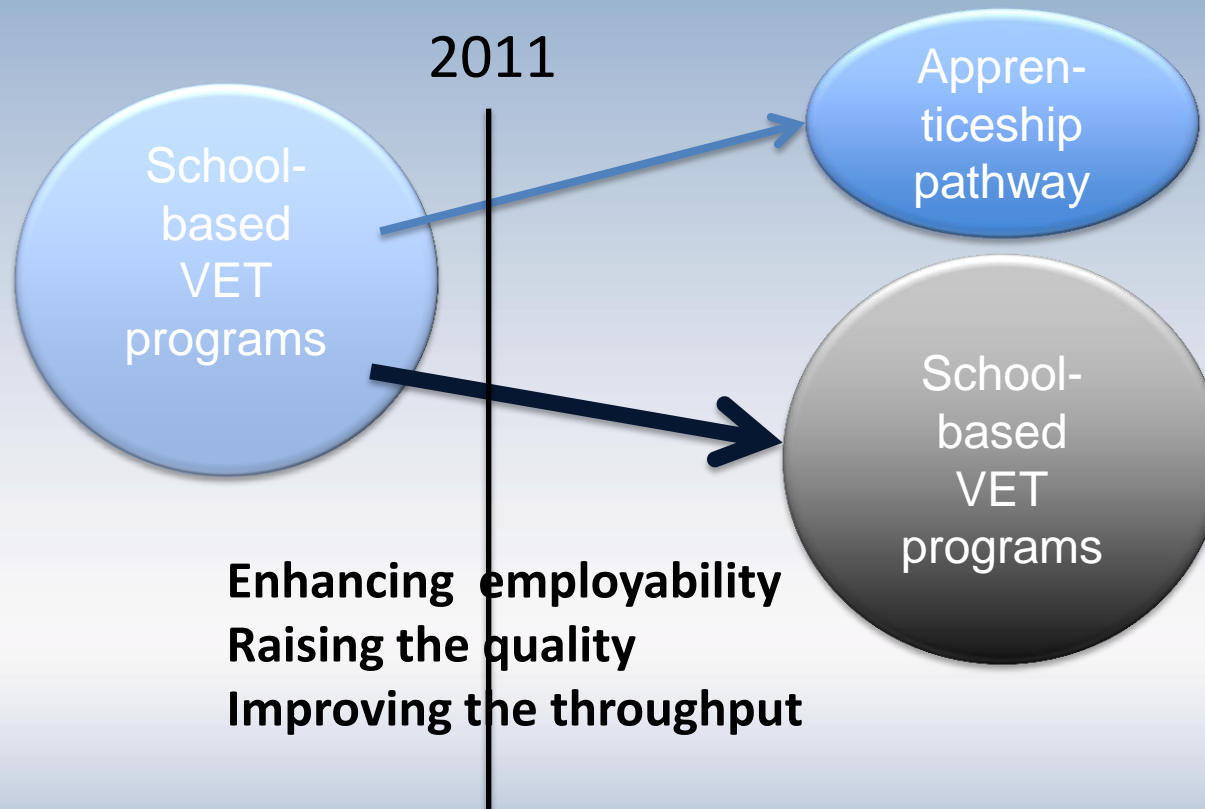 2011
School-
based
VET
programs
Appren-
ticeship
pathway
School-
based
VET
programs
Enhancing  employability
Raising the quality
Improving the throughput